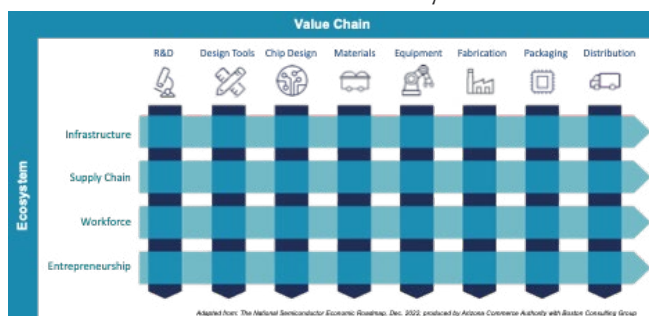 Value Chain
R&D Design Tools Chip Design Materials Equipment Fabrication Packaging Distribution
Ecosystem
Infrastructure
Supply Chain
Workforce
Entrepreneurship
Adapted from: The National Semiconductor Economic Roadmap, Dec. 2022, produced by Arizona Commerce Authority with Boston Consulting Group